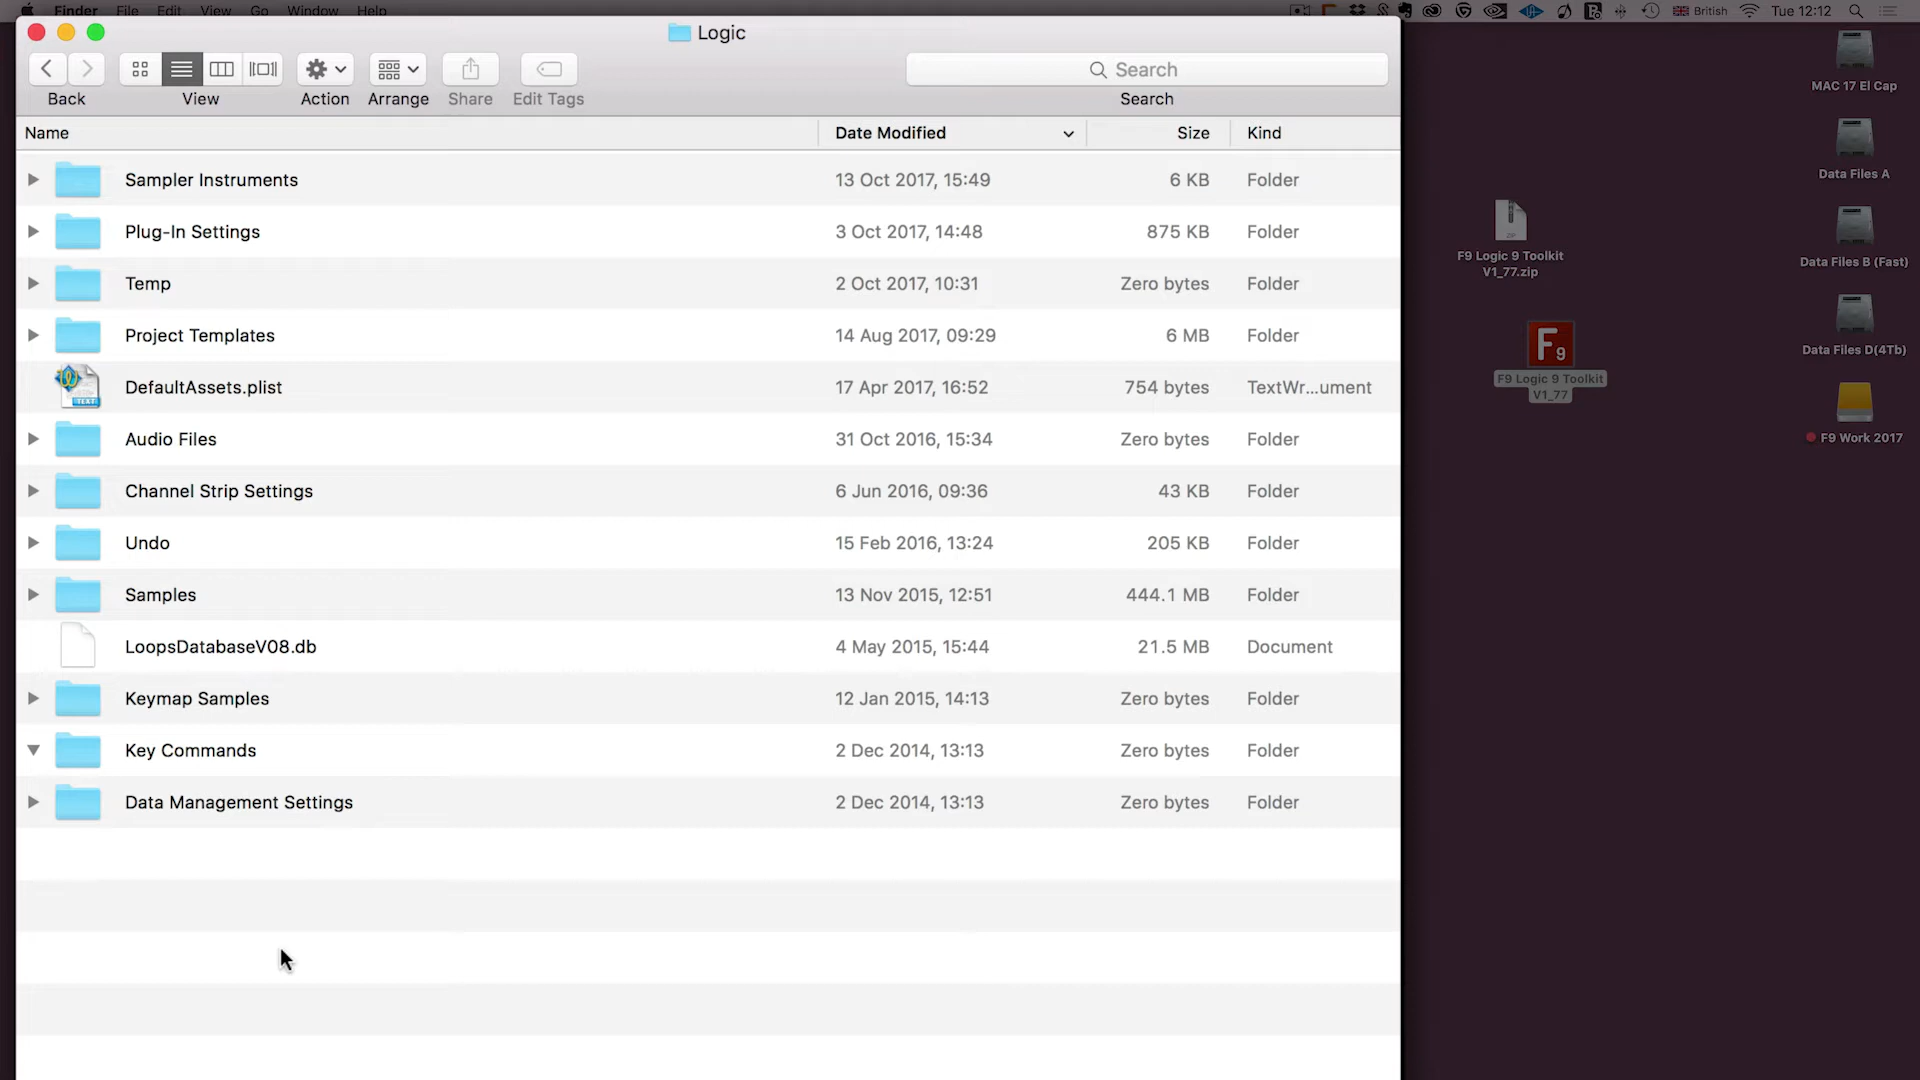 Finder File Edit View Go Window Help
British Tue 12:12
Logic
Search
Back View Action Arrange Share Edit Tags Search
Name Date Modified Size Kind
Sampler Instruments 13 Oct 2017, 15:49 6 KB Folder
Plug-In Settings 3 Oct 2017, 14:48 875 KB Folder
Temp 2 Oct 2017, 10:31 Zero bytes Folder
Project Templates 14 Aug 2017, 09:29 6 MB Folder
DefaultAssets.plist 17 Apr 2017, 16:52 754 bytes TextWr...ument
Audio Files 31 Oct 2016, 15:34 Zero bytes Folder
Channel Strip Settings 6 Jun 2016, 09:36 43 KB Folder
Undo 15 Feb 2016, 13:24 205 KB Folder
Samples 13 Nov 2015, 12:51 444.1 MB Folder
LoopsDatabaseV08.db 4 May 2015, 15:44 21.5 MB Document
Keymap Samples 12 Jan 2015, 14:13 Zero bytes Folder
Key Commands 2 Dec 2014, 13:13 Zero bytes Folder
Data Management Settings 2 Dec 2014, 13:13 Zero bytes Folder
ZIP
F9 Logic 9 Toolkit
V1_77.zip
F9
F9 Logic 9 Toolkit
V1_77
MAC 17 El Cap
Data Files A
Data Files B (Fast)
Data Files D(4Tb)
F9 Work 2017
TEXT